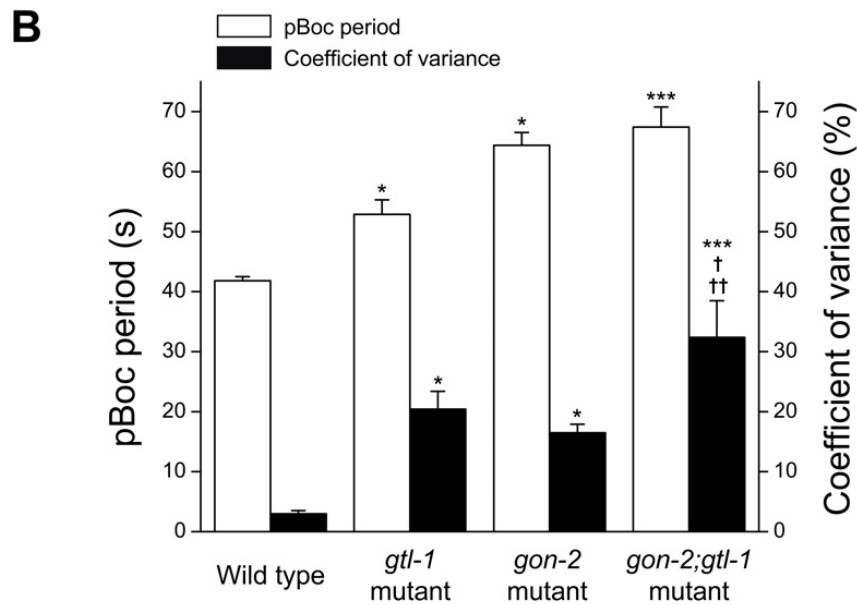 B
pBoc period
Coefficient of variance
pBoc period (s)
70
60
50
40
30
20
10
0
*
*
*
*
***
***
†
††
70
60
50
40
30
20
10
0
Coefficient of variance (%)
Wild type
gtl-1
mutant
gon-2
mutant
gon-2;gtl-1
mutant